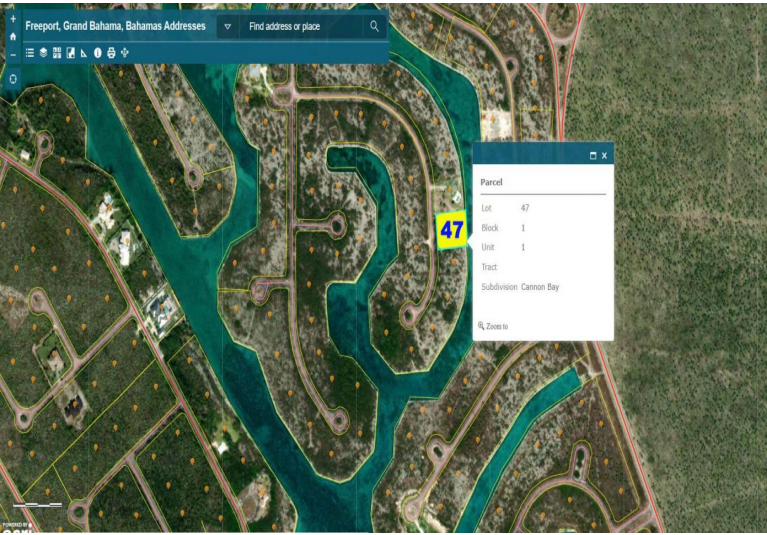 Freeport, Grand Bahama, Bahamas Addresses
Find address or place
Parcel
Lot 47
Block 1
Unit 1
Tract
Subdivision Cannon Bay
Zoom to
47
POWERED BY
esri